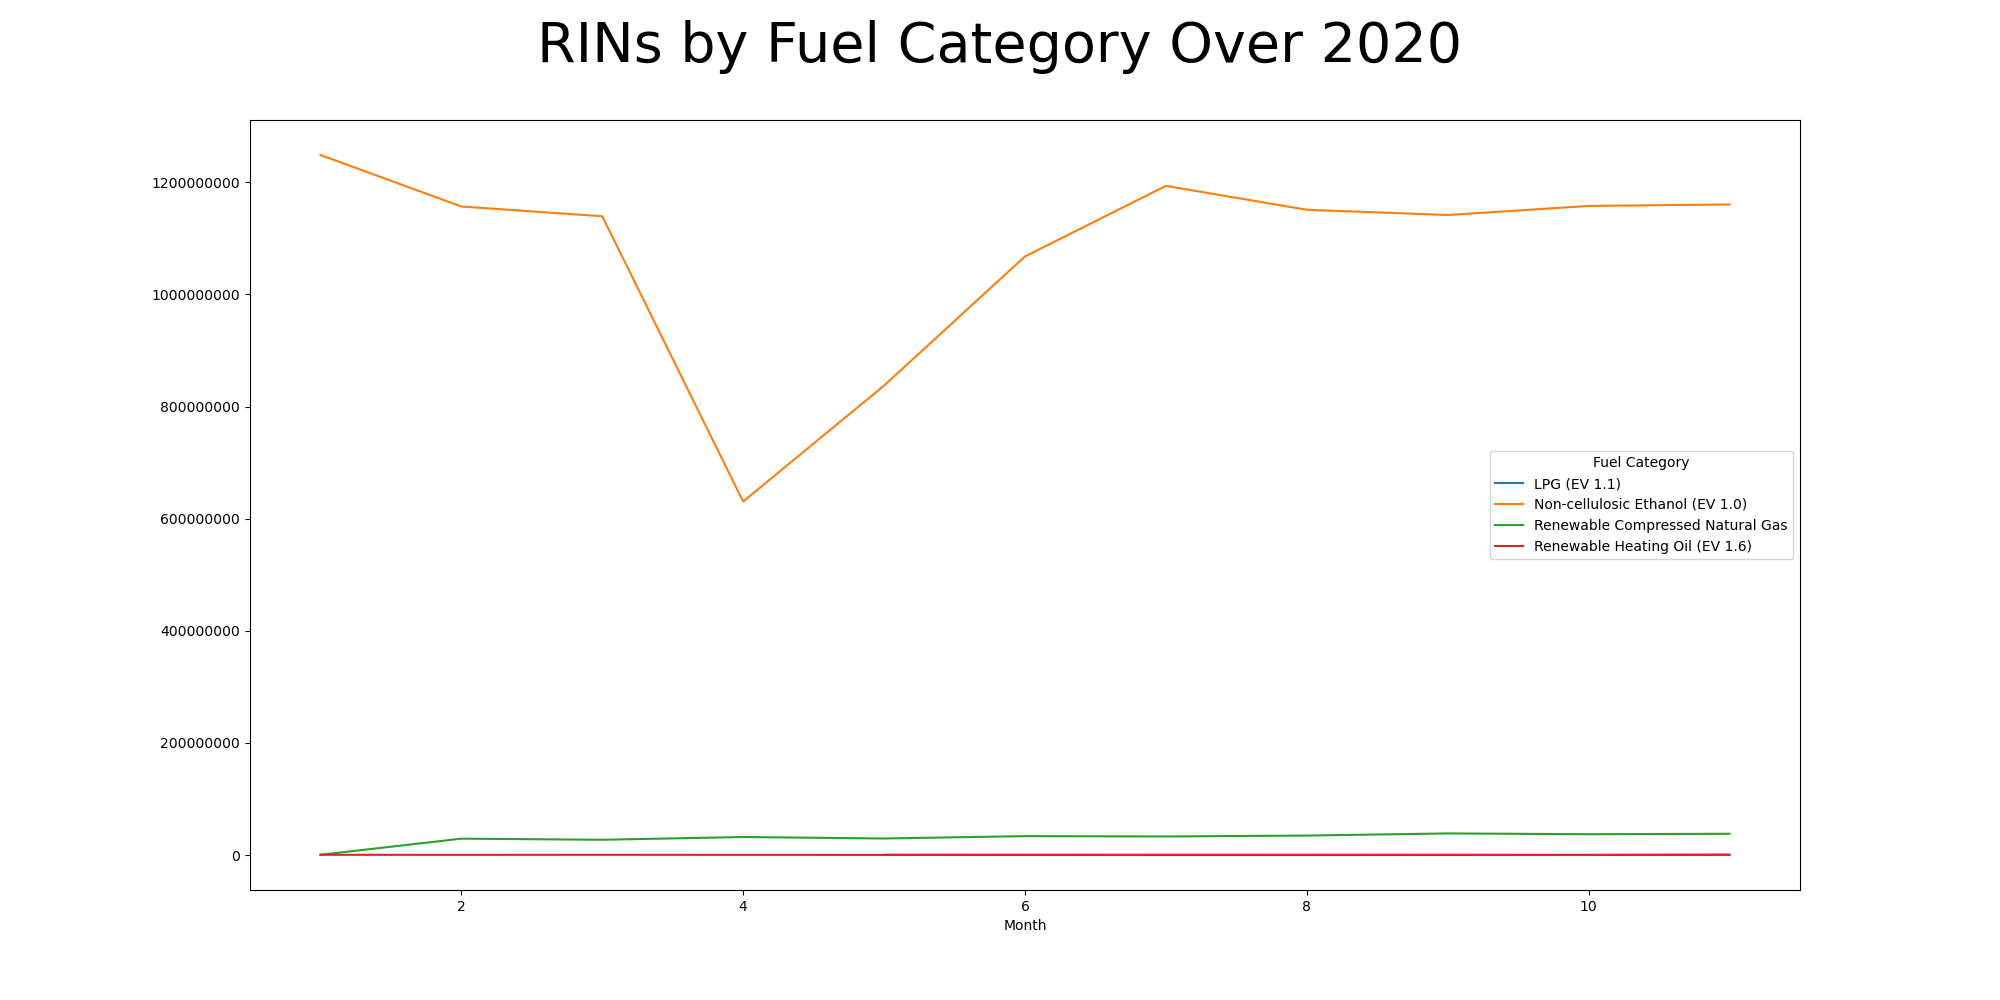 RINs by Fuel Category Over 2020
1200000000
1000000000
800000000
600000000
400000000
200000000
0
Fuel Category
LPG (EV 1.1)
Non-cellulosic Ethanol (EV 1.0)
Renewable Compressed Natural Gas
Renewable Heating Oil (EV 1.6)
2 4 6 8 10
Month